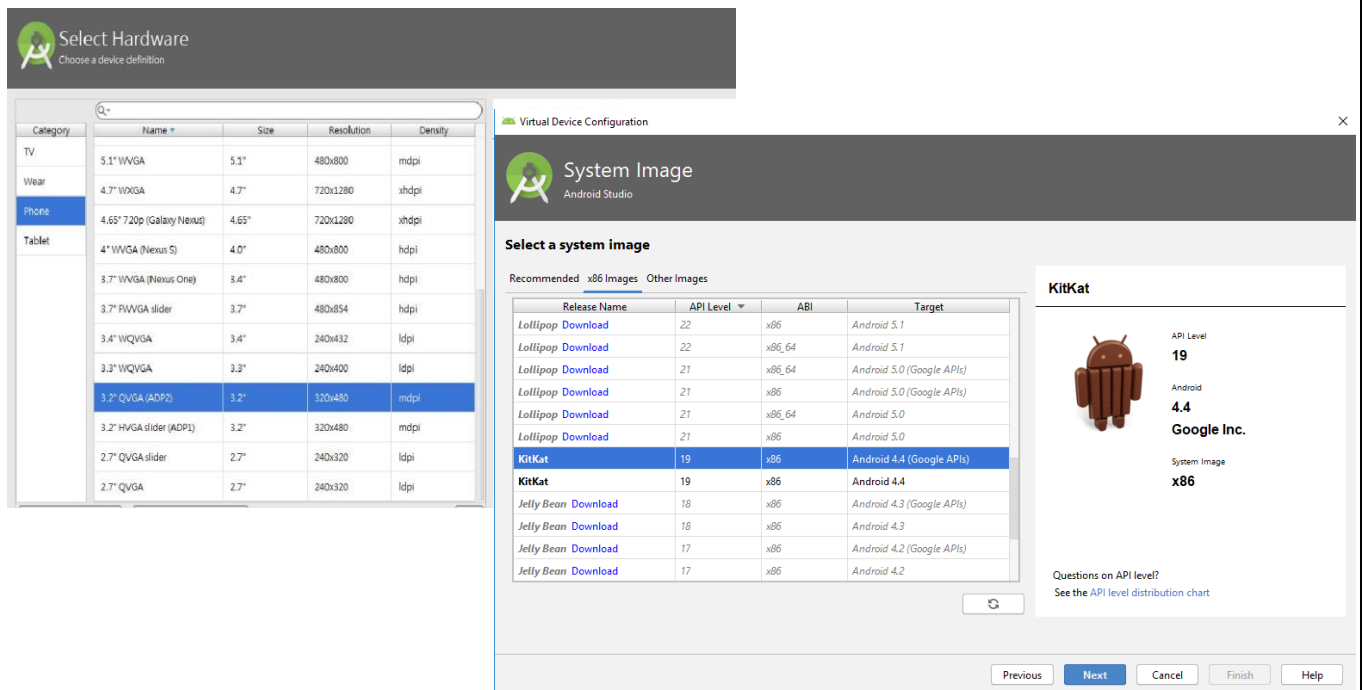 Select Hardware
Choose a device definition
Category Name Size Resolution Density
TV
Wear
Phone
Tablet
5.1" WVGA 5.1" 480x800 mdpi
4.7" WXGA 4.7" 720x1280 xhdpi
4.65" 720p (Galaxy Nexus) 4.65" 720x1280 xhdpi
4" WVGA (Nexus S) 4.0" 480x800 hdpi
3.7" WVGA (Nexus One) 3.4" 480x800 hdpi
3.7" FWVGA slider 3.7" 480x854 hdpi
3.4" WQVGA 3.4" 240x432 ldpi
3.3" WQVGA 3.3" 240x400 ldpi
3.2" QVGA (ADP2) 3.2" 320x480 mdpi
3.2" HVGA slider (ADP1) 3.2" 320x480 mdpi
2.7" QVGA slider 2.7" 240x320 ldpi
2.7" QVGA 2.7" 240x320 ldpi
Virtual Device Configuration
System Image
Android Studio
Select a system image
Recommended x86 Images Other Images
Release Name API Level ABI Target
Lollipop Download 22 x86 Android 5.1
Lollipop Download 22 x86_64 Android 5.1
Lollipop Download 21 x86_64 Android 5.0 (Google APIs)
Lollipop Download 21 x86 Android 5.0 (Google APIs)
Lollipop Download 21 x86_64 Android 5.0
Lollipop Download 21 x86 Android 5.0
KitKat 19 x86 Android 4.4 (Google APIs)
KitKat 19 x86 Android 4.4
Jelly Bean Download 18 x86 Android 4.3 (Google APIs)
Jelly Bean Download 18 x86 Android 4.3
Jelly Bean Download 17 x86 Android 4.2 (Google APIs)
Jelly Bean Download 17 x86 Android 4.2
KitKat
API Level
19
Android
4.4
Google Inc.
System Image
x86
Questions on API level?
See the API level distribution chart
Previous Next Cancel Finish Help